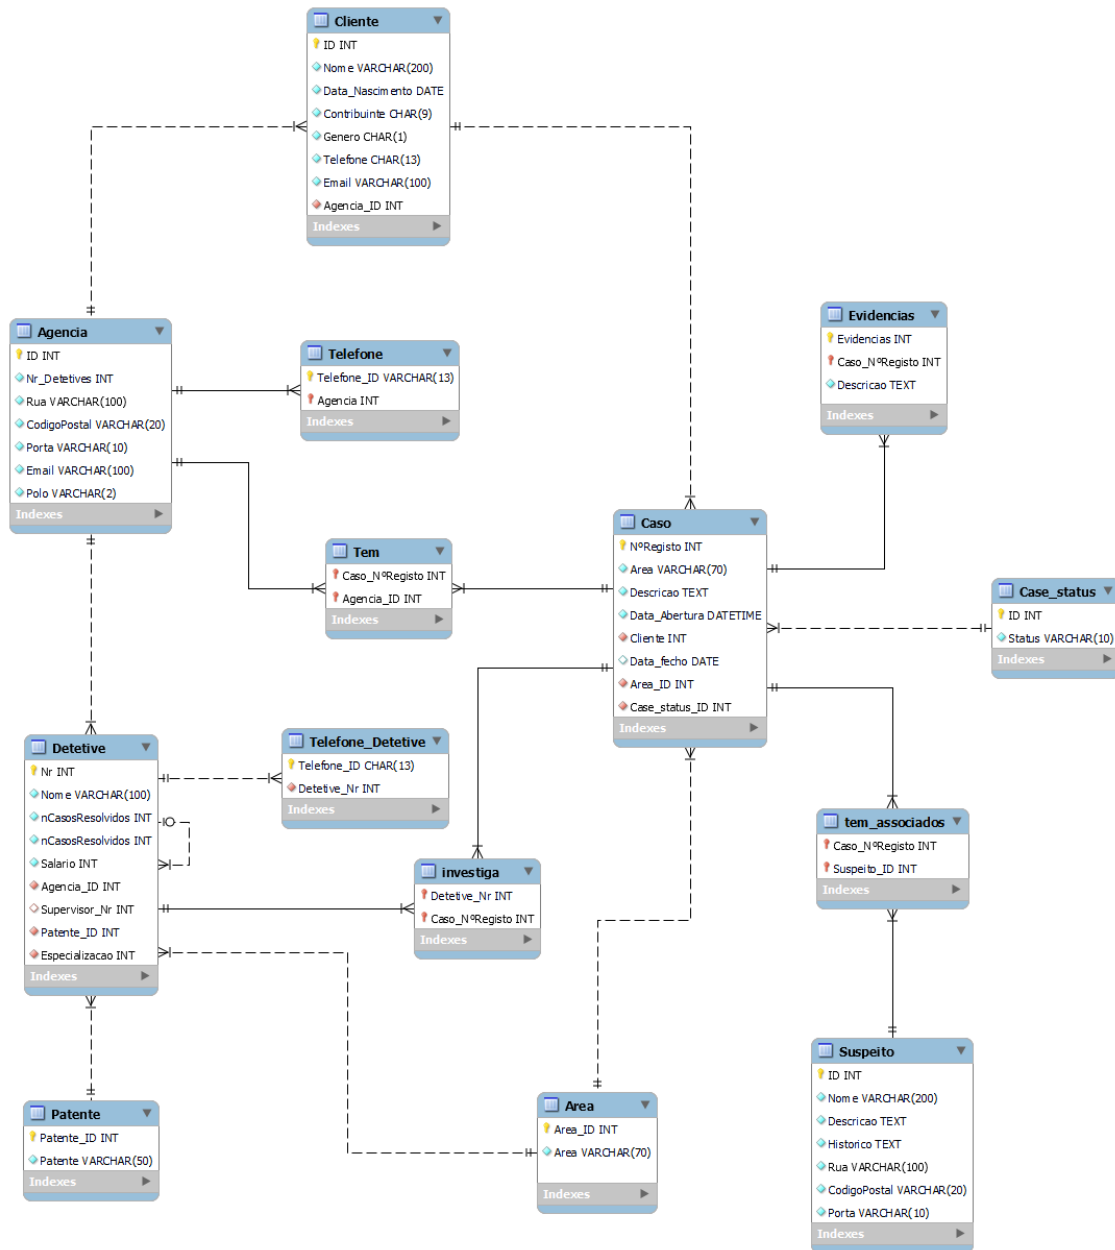 Cliente
ID INT
Nome VARCHAR(200)
Data_Nascimento DATE
Contribuinte CHAR(9)
Genero CHAR(1)
Telefone CHAR(13)
Email VARCHAR(100)
Agencia_ID INT
Indexes
Agencia
ID INT
Nr_Detetives INT
Rua VARCHAR(100)
CodigoPostal VARCHAR(20)
Porta VARCHAR(10)
Email VARCHAR(100)
Polo VARCHAR(2)
Indexes
Telefone
Telefone_ID VARCHAR(13)
Agencia INT
Indexes
Evidencias
Evidencias INT
Caso_NºRegisto INT
Descricao TEXT
Indexes
Tem
Caso_NºRegisto INT
Agencia_ID INT
Indexes
Caso
NºRegisto INT
Area VARCHAR(70)
Descricao TEXT
Data_Abertura DATETIME
Cliente INT
Data_fecho DATE
Area_ID INT
Case_status_ID INT
Indexes
Case_status
ID INT
Status VARCHAR(10)
Indexes
Detetive
Nr INT
Nome VARCHAR(100)
nCasosResolvidos INT
nCasosResolvidos INT
Salario INT
Agencia_ID INT
Supervisor_Nr INT
Patente_ID INT
Especializacao INT
Indexes
Telefone_Detetive
Telefone_ID CHAR(13)
Detetive_Nr INT
Indexes
investiga
Detetive_Nr INT
Caso_NºRegisto INT
Indexes
tem_associados
Caso_NºRegisto INT
Suspeito_ID INT
Indexes
Patente
Patente_ID INT
Patente VARCHAR(50)
Indexes
Area
Area_ID INT
Area VARCHAR(70)
Indexes
Suspeito
ID INT
Nome VARCHAR(200)
Descricao TEXT
Historico TEXT
Rua VARCHAR(100)
CodigoPostal VARCHAR(20)
Porta VARCHAR(10)
Indexes